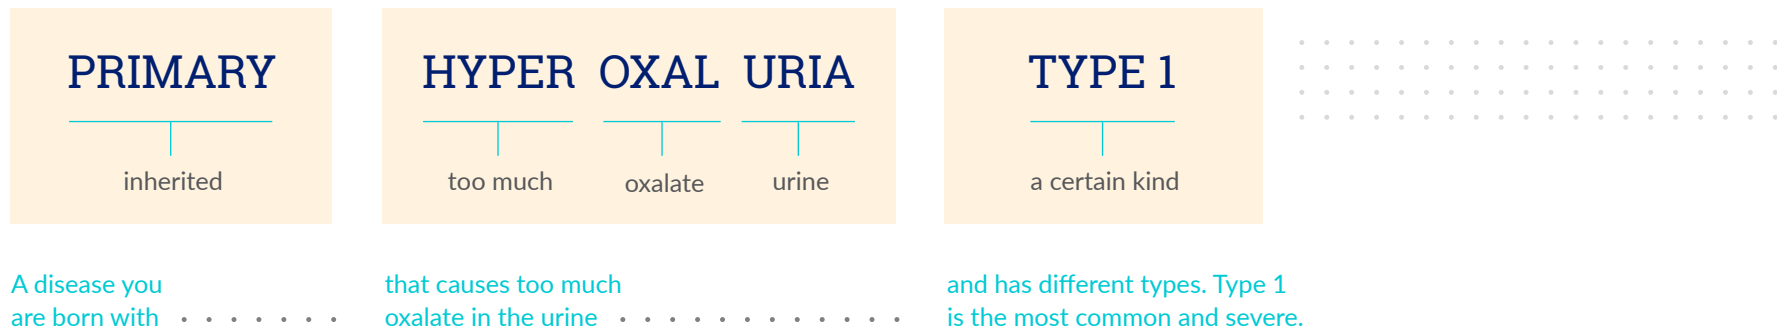 PRIMARY
inherited
A disease you
are born with
HYPER OXAL URIA
too much oxalate urine
that causes too much
oxalate in the urine
TYPE 1
a certain kind
and has different types. Type 1
is the most common and severe.